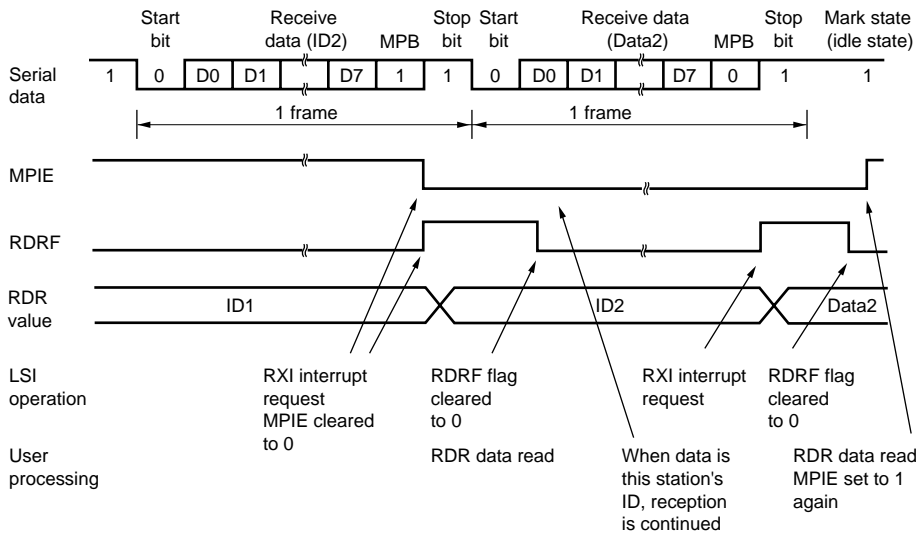 Start bit
Receive data (ID2)
MPB
Stop bit
Start bit
Receive data (Data2)
MPB
Stop bit
Mark state (idle state)
Serial data
1 0 D0 D1 D7 1 1 0 D0 D1 D7 0 1 1
1 frame
1 frame
MPIE
RDRF
RDR value
ID1
ID2
Data2
LSI operation
RXI interrupt request
MPIE cleared to 0
RDRF flag cleared to 0
RXI interrupt request
RDRF flag cleared to 0
User processing
RDR data read
When data is this station's ID, reception is continued
RDR data read
MPIE set to 1 again